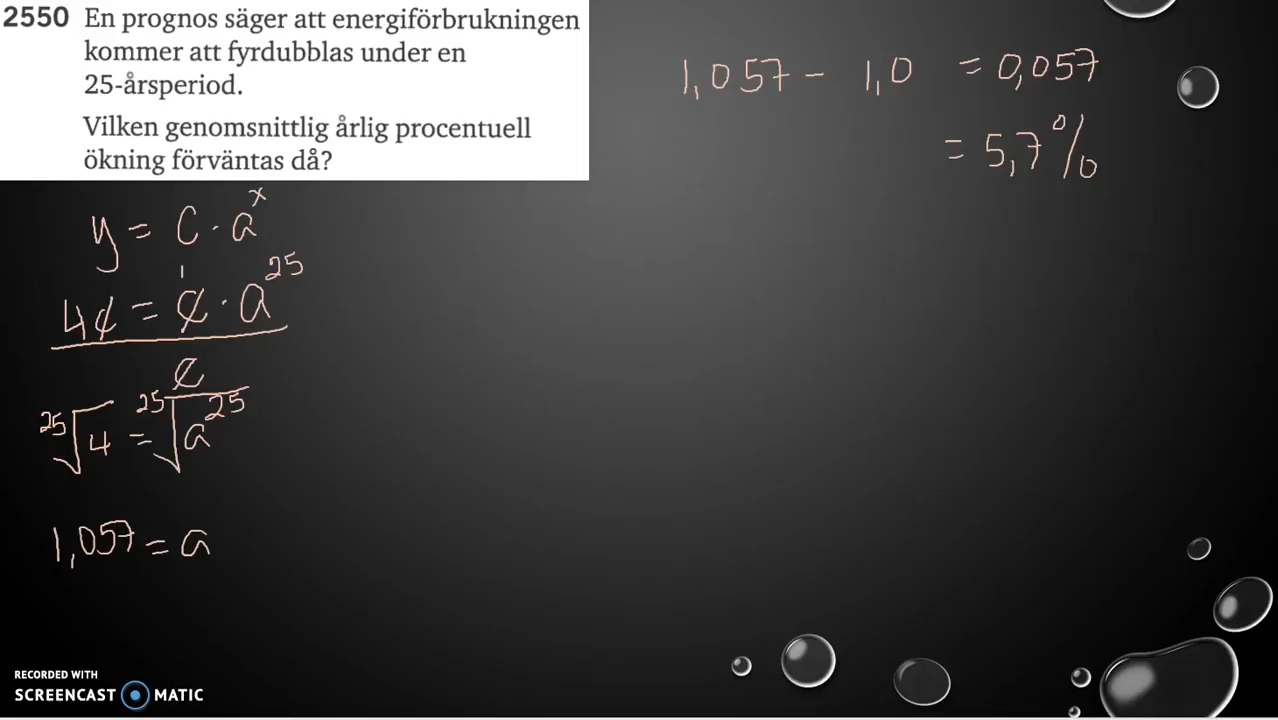 2550 En prognos säger att energiförbrukningen
kommer att fyrdubblas under en
25-årsperiod.
Vilken genomsnittlig årlig procentuell
ökning förväntas då?
y = C · a^x
4C = C · a^25
C
1
²⁵√4 = ²⁵√a^25
1,057 = a
1,057 - 1,0 = 0,057
= 5,7 %
RECORDED WITH
SCREENCAST MATIC